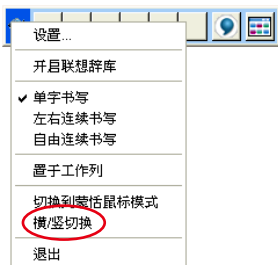 设置...
开启联想辞库
单字书写
左右连续书写
自由连续书写
置于工作列
切换到蒙恬鼠标模式
横/竖切换
退出